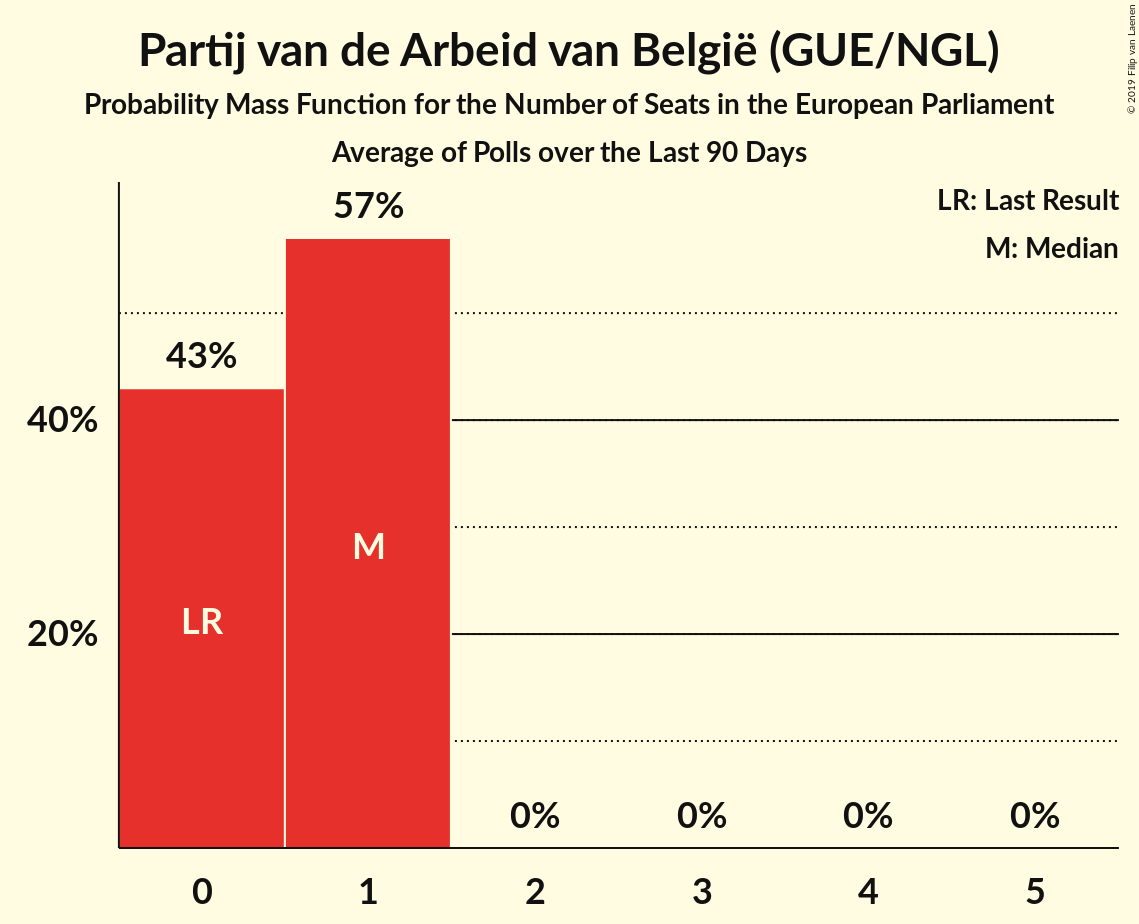 Partij van de Arbeid van België (GUE/NGL)
Probability Mass Function for the Number of Seats in the European Parliament
Average of Polls over the Last 90 Days
© 2019 Filip van Laenen
LR: Last Result
M: Median
57%
43%
40%
20%
M
LR
0% 0% 0% 0%
0 1 2 3 4 5